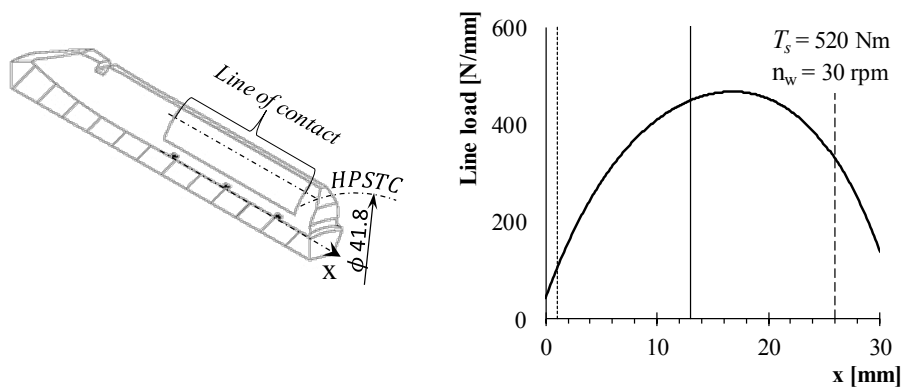 Line of contact
HPSTC
ϕ 41.8
x
Line load [N/mm]
600
400
200
0
T_s = 520 Nm
n_w = 30 rpm
0
10
20
30
x [mm]